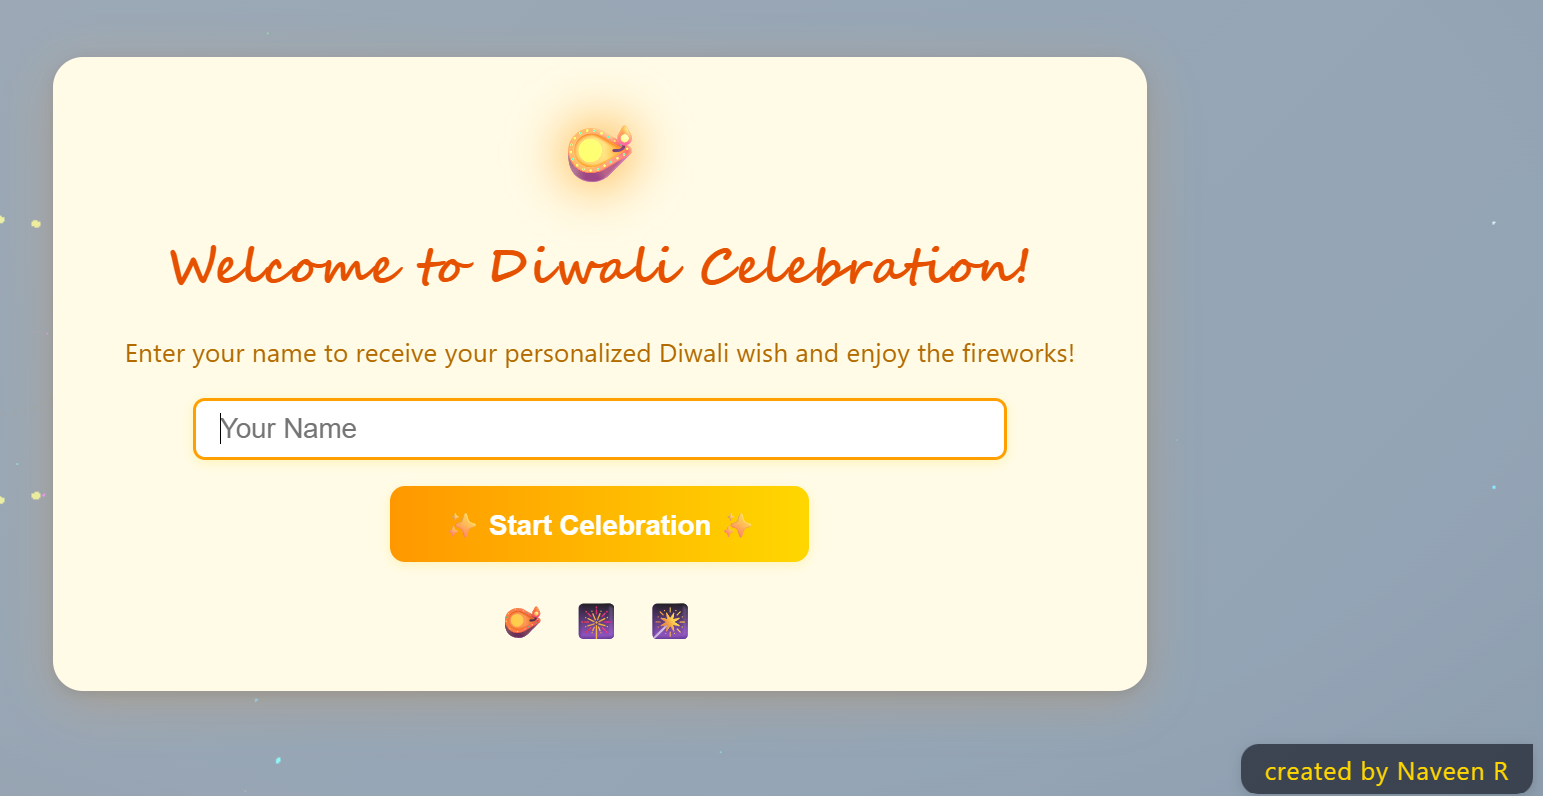 Welcome to Diwali Celebration!
Enter your name to receive your personalized Diwali wish and enjoy the fireworks!
Your Name
✨ Start Celebration ✨
created by Naveen R